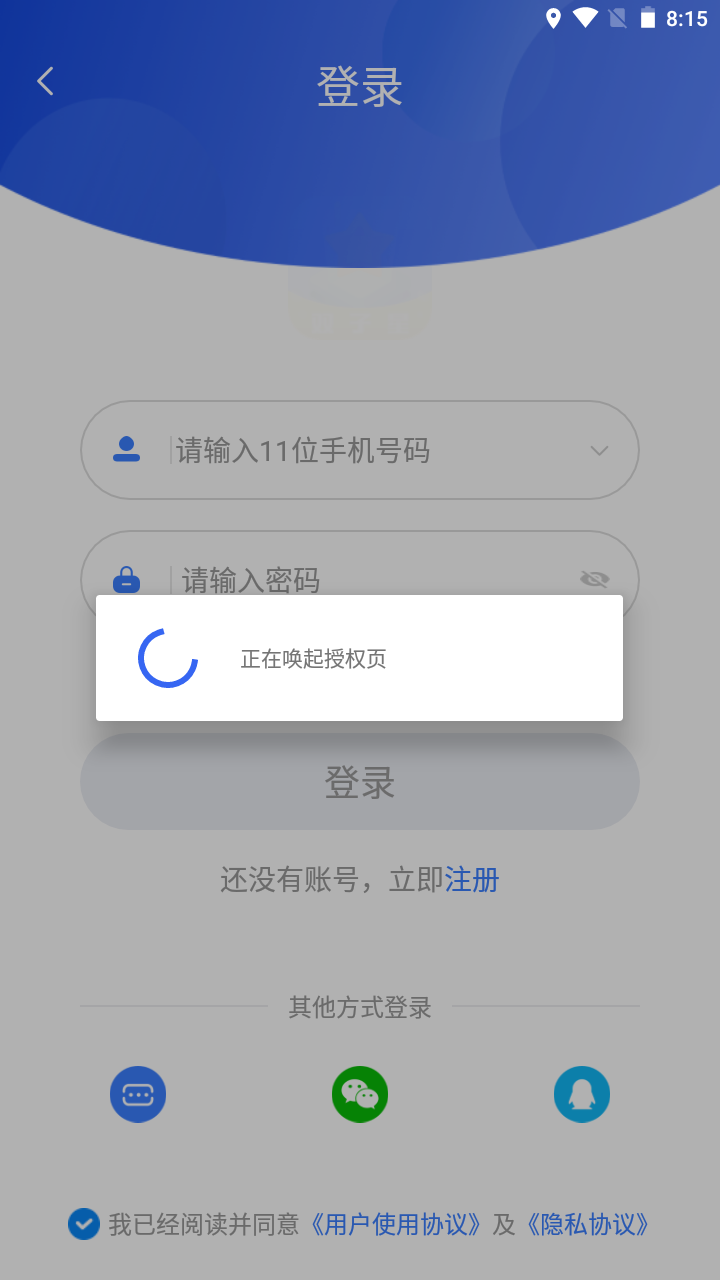 8:15
登录
请输入11位手机号码
请输入密码
正在唤起授权页
登录
还没有账号，立即注册
其他方式登录
我已经阅读并同意《用户使用协议》及《隐私协议》